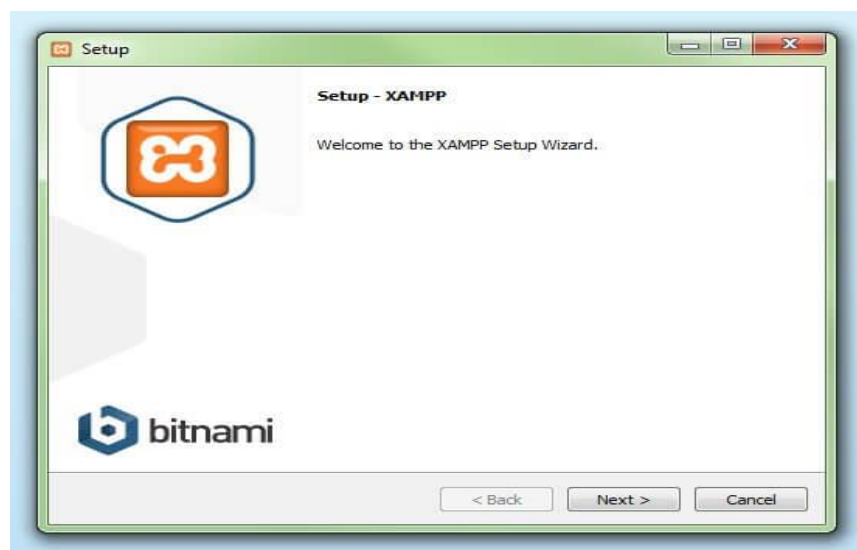 Setup
Setup - XAMPP
Welcome to the XAMPP Setup Wizard.
bitnami
< Back Next > Cancel